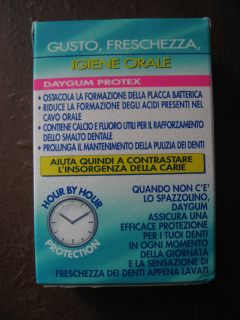 GUSTO, FRESCHEZZA,
IGIENE ORALE
DAYGUM PROTEX
• OSTACOLA LA FORMAZIONE DELLA PLACCA BATTERICA
• RIDUCE LA FORMAZIONE DEGLI ACIDI PRESENTI NEL
CAVO ORALE
• CONTIENE CALCIO E FLUORO UTILI PER IL RAFFORZAMENTO
DELLO SMALTO DENTALE
• PROLUNGA IL MANTENIMENTO DELLA PULIZIA DEI DENTI
AIUTA QUINDI A CONTRASTARE
L'INSORGENZA DELLA CARIE
HOUR BY HOUR
PROTECTION
QUANDO NON C'E'
LO SPAZZOLINO,
DAYGUM
ASSICURA UNA
EFFICACE PROTEZIONE
PER I TUOI DENTI
IN OGNI MOMENTO
DELLA GIORNATA
E LA SENSAZIONE DI
FRESCHEZZA DEI DENTI APPENA LAVATI